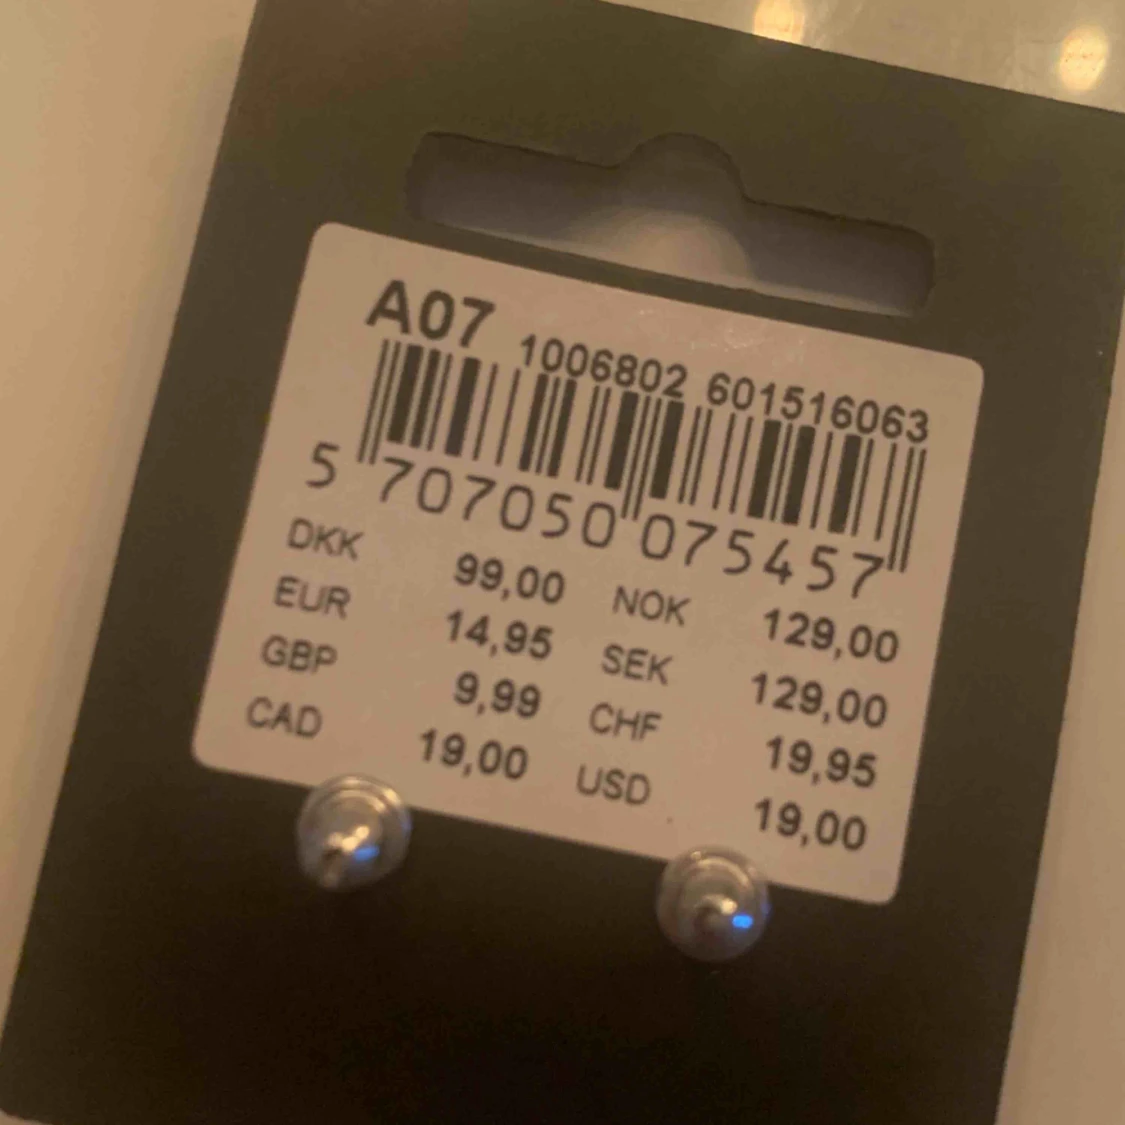 A07 1006802 601516063
5 707050 075457
DKK 99,00 NOK 129,00
EUR 14,95 SEK 129,00
GBP 9,99 CHF 19,95
CAD 19,00 USD 19,00